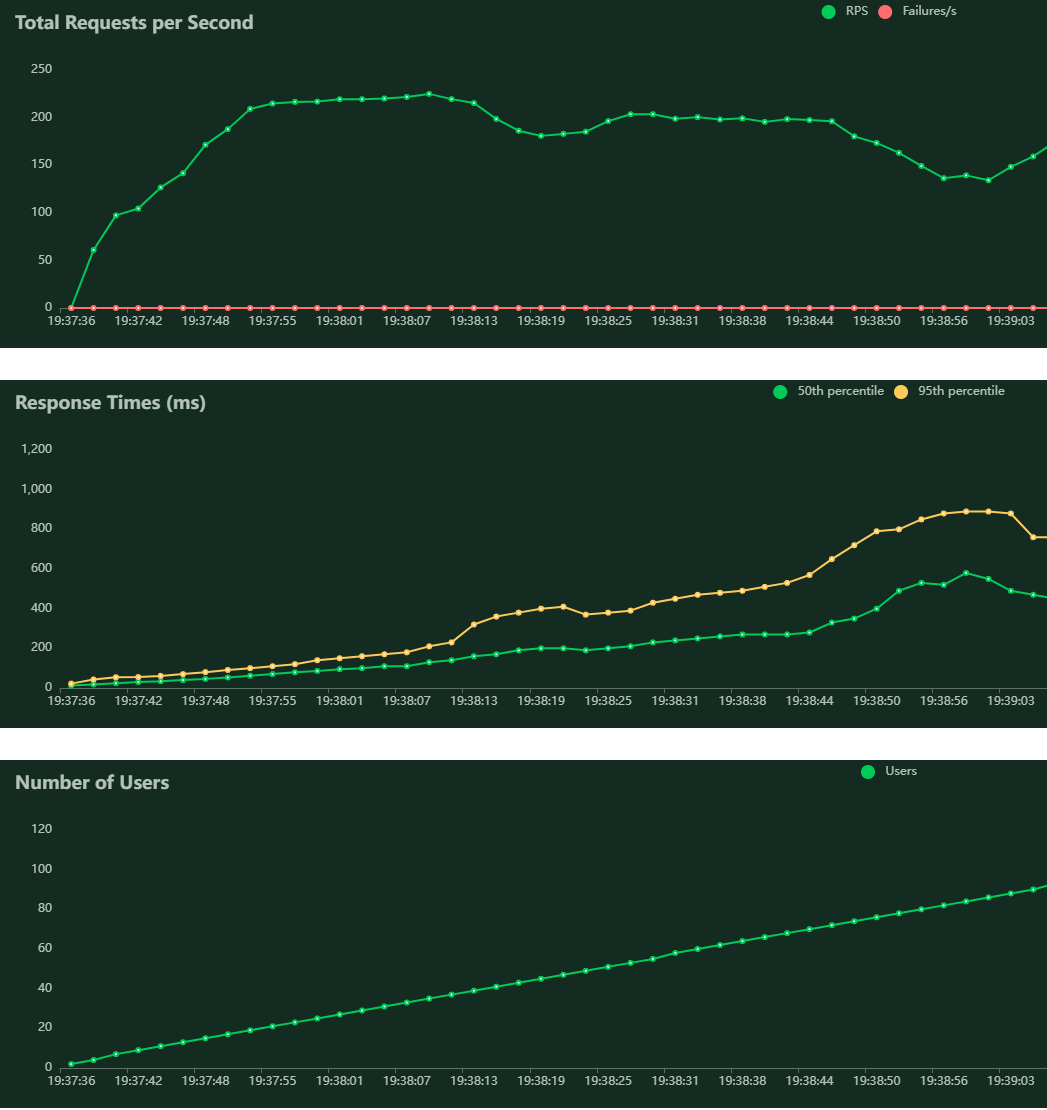 Total Requests per Second
RPS Failures/s
250
200
150
100
50
0
19:37:36 19:37:42 19:37:48 19:37:55 19:38:01 19:38:07 19:38:13 19:38:19 19:38:25 19:38:31 19:38:38 19:38:44 19:38:50 19:38:56 19:39:03
Response Times (ms)
50th percentile 95th percentile
1,200
1,000
800
600
400
200
0
19:37:36 19:37:42 19:37:48 19:37:55 19:38:01 19:38:07 19:38:13 19:38:19 19:38:25 19:38:31 19:38:38 19:38:44 19:38:50 19:38:56 19:39:03
Number of Users
Users
120
100
80
60
40
20
0
19:37:36 19:37:42 19:37:48 19:37:55 19:38:01 19:38:07 19:38:13 19:38:19 19:38:25 19:38:31 19:38:38 19:38:44 19:38:50 19:38:56 19:39:03